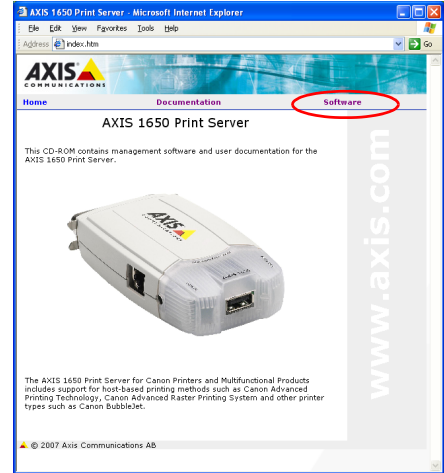 AXIS 1650 Print Server - Microsoft Internet Explorer
File Edit View Favorites Tools Help
Address index.htm Go
AXIS
COMMUNICATIONS
Home Documentation Software
AXIS 1650 Print Server
This CD-ROM contains management software and user documentation for the
AXIS 1650 Print Server.
www.axis.com
AXIS
COMMUNICATIONS
AXIS 1650
The AXIS 1650 Print Server for Canon Printers and Multifunctional Products
includes support for host-based printing methods such as Canon Advanced
Printing Technology, Canon Advanced Raster Printing System and other printer
types such as Canon BubbleJet.
© 2007 Axis Communications AB